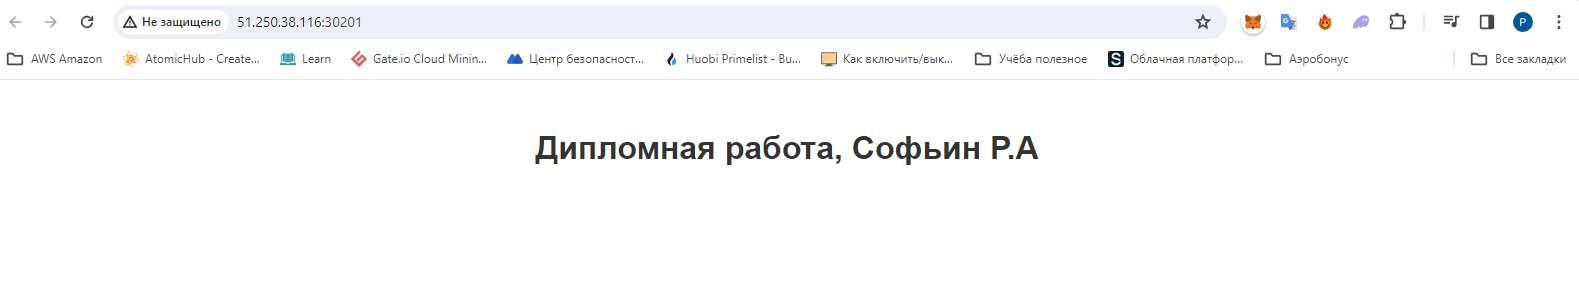 Не защищено 51.250.38.116:30201
AWS Amazon AtomicHub - Create... Learn Gate.io Cloud Minin... Центр безопасност... Huobi Primelist - Bu... Как включить/вык... Учёба полезное Облачная платфор... Аэробонус Все закладки
Дипломная работа, Софьин Р.А